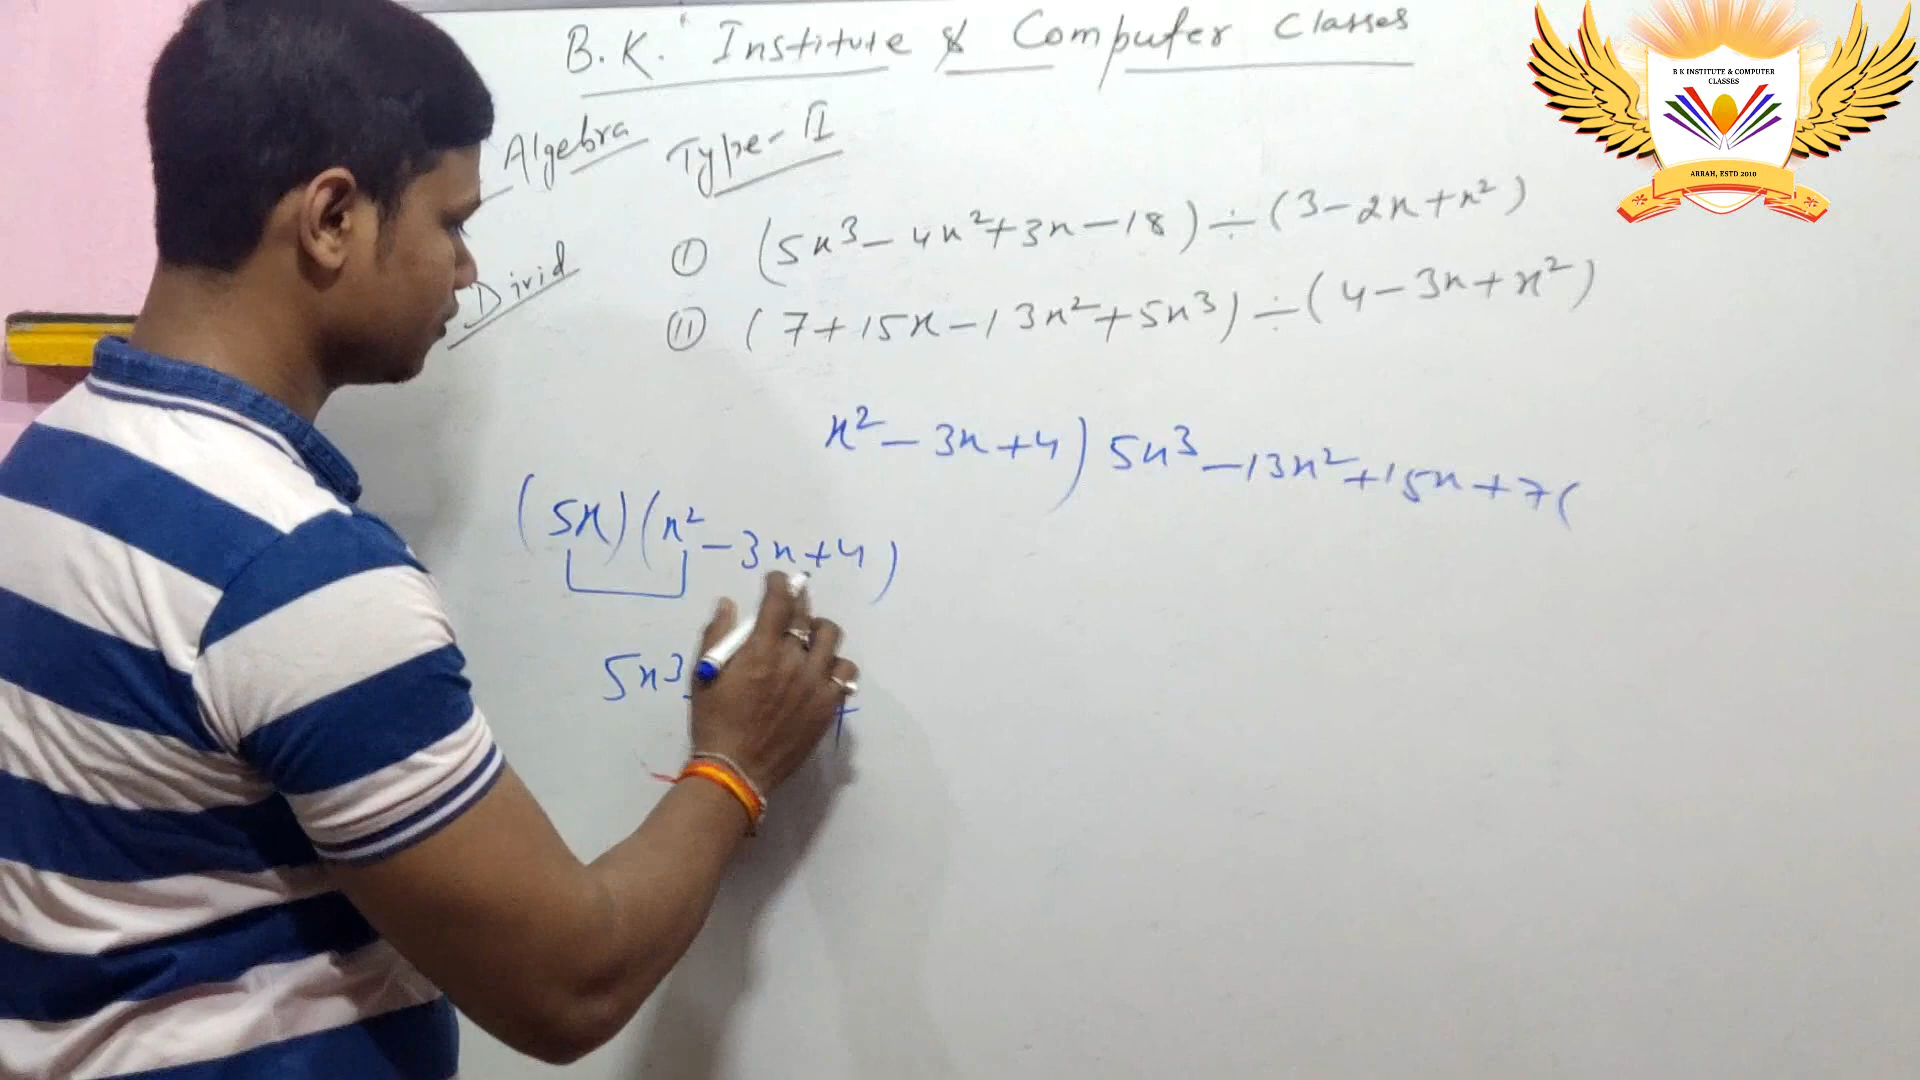 B.K. Institute & Computer Classes
B K INSTITUTE & COMPUTER
CLASSES
ARRAH, ESTD 2010
Algebra Type-II
Divid
(I) (5x³ - 4x² + 3x - 18) ÷ (3 - 2x + x²)
(II) (7 + 15x - 13x² + 5x³) ÷ (4 - 3x + x²)
x² - 3x + 4) 5x³ - 13x² + 15x + 7(
(5x)(x² - 3x + 4)
5x³